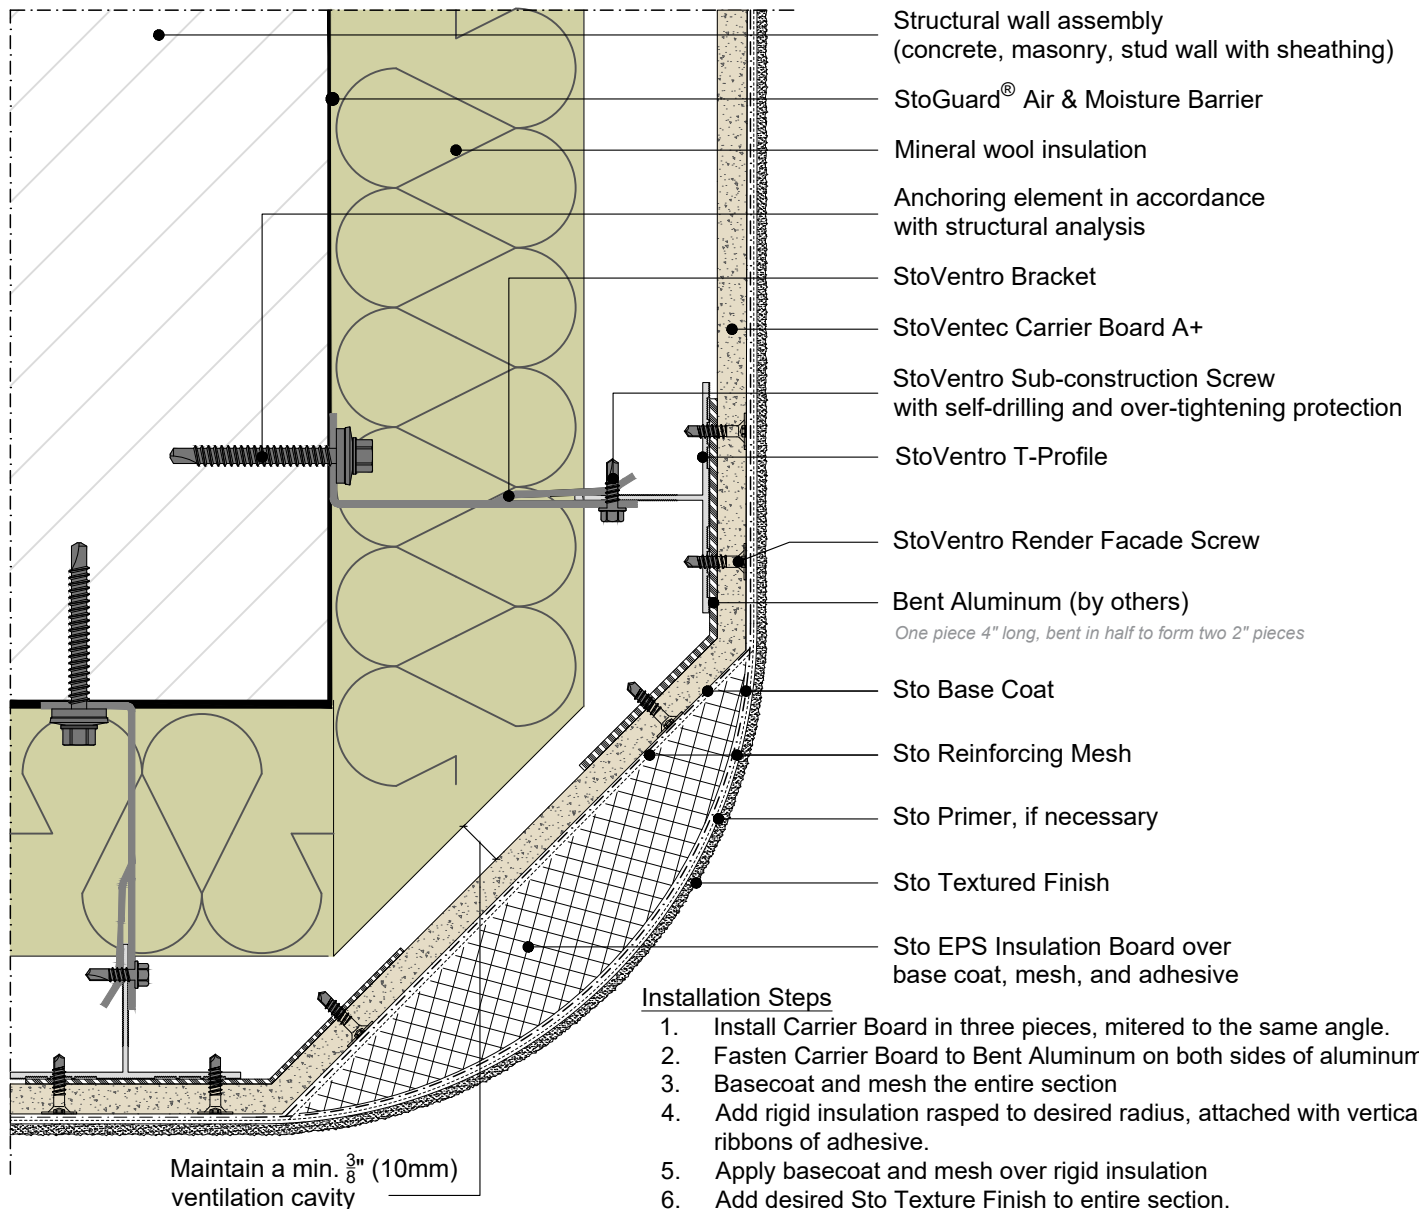 Structural wall assembly
(concrete, masonry, stud wall with sheathing)
StoGuard® Air & Moisture Barrier
Mineral wool insulation
Anchoring element in accordance
with structural analysis
StoVentro Bracket
StoVentec Carrier Board A+
StoVentro Sub-construction Screw
with self-drilling and over-tightening protection
StoVentro T-Profile
StoVentro Render Facade Screw
Bent Aluminum (by others)
One piece 4" long, bent in half to form two 2" pieces
Sto Base Coat
Sto Reinforcing Mesh
Sto Primer, if necessary
Sto Textured Finish
Sto EPS Insulation Board over
base coat, mesh, and adhesive
Installation Steps
1. Install Carrier Board in three pieces, mitered to the same angle.
2. Fasten Carrier Board to Bent Aluminum on both sides of aluminum
3. Basecoat and mesh the entire section
4. Add rigid insulation rasped to desired radius, attached with vertica
ribbons of adhesive.
5. Apply basecoat and mesh over rigid insulation
6. Add desired Sto Texture Finish to entire section.
Maintain a min. 3/8" (10mm)
ventilation cavity